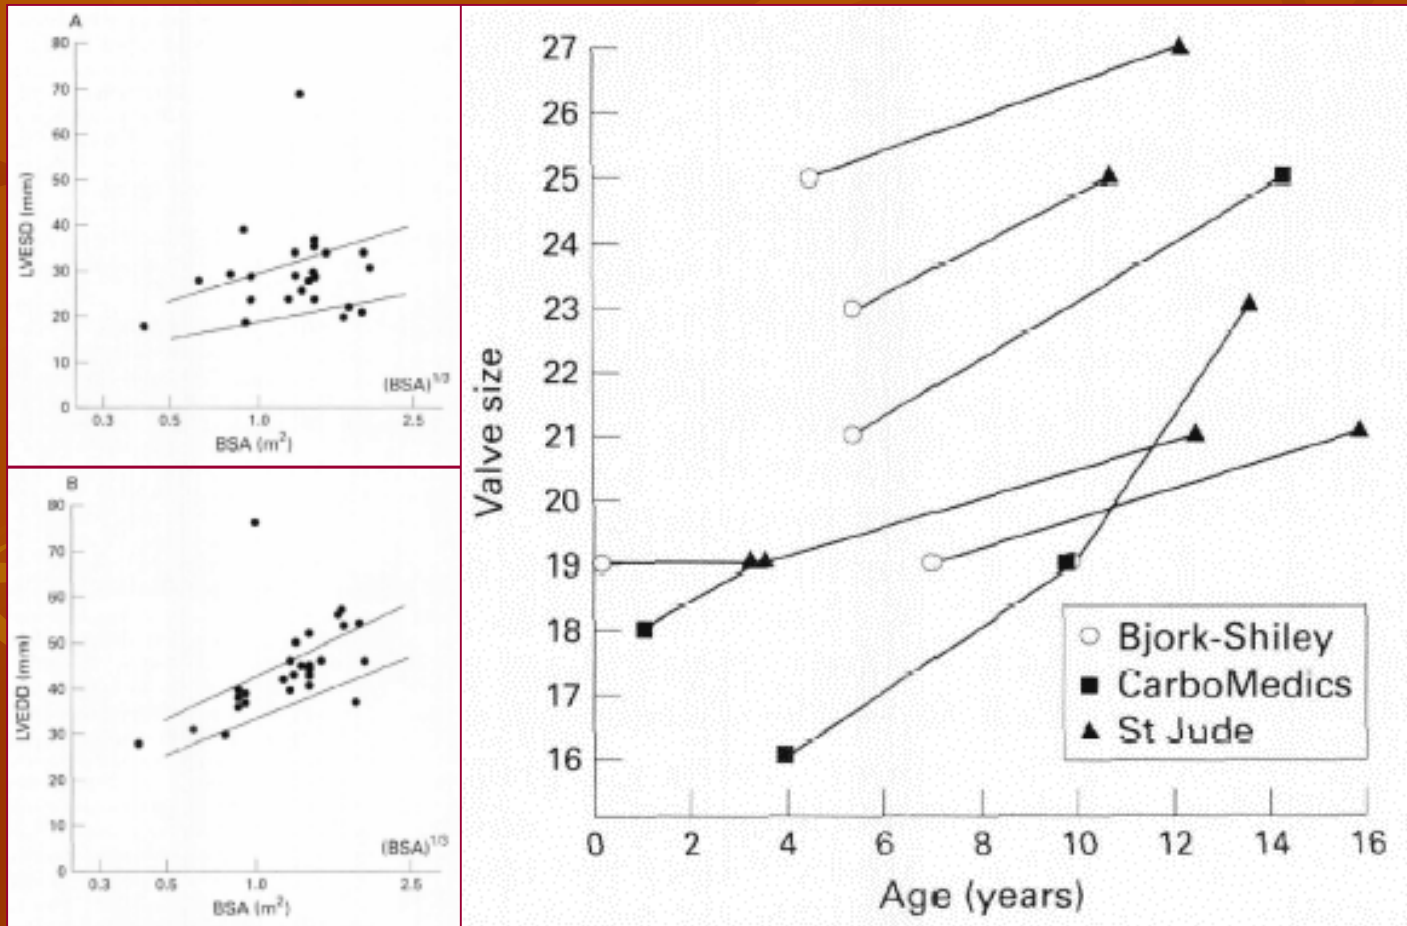 A
80
70
60
50
40
30
20
10
0
LVESD (mm)
(BSA)^1/3
0.3 0.5 1.0 2.5
BSA (m²)
B
80
70
60
50
40
30
20
10
0
LVEDD (mm)
(BSA)^1/3
0.3 0.5 1.0 2.5
BSA (m²)
27
26
25
24
23
22
21
20
19
18
17
16
Valve size
Bjork-Shiley
CarboMedics
St Jude
0 2 4 6 8 10 12 14 16
Age (years)